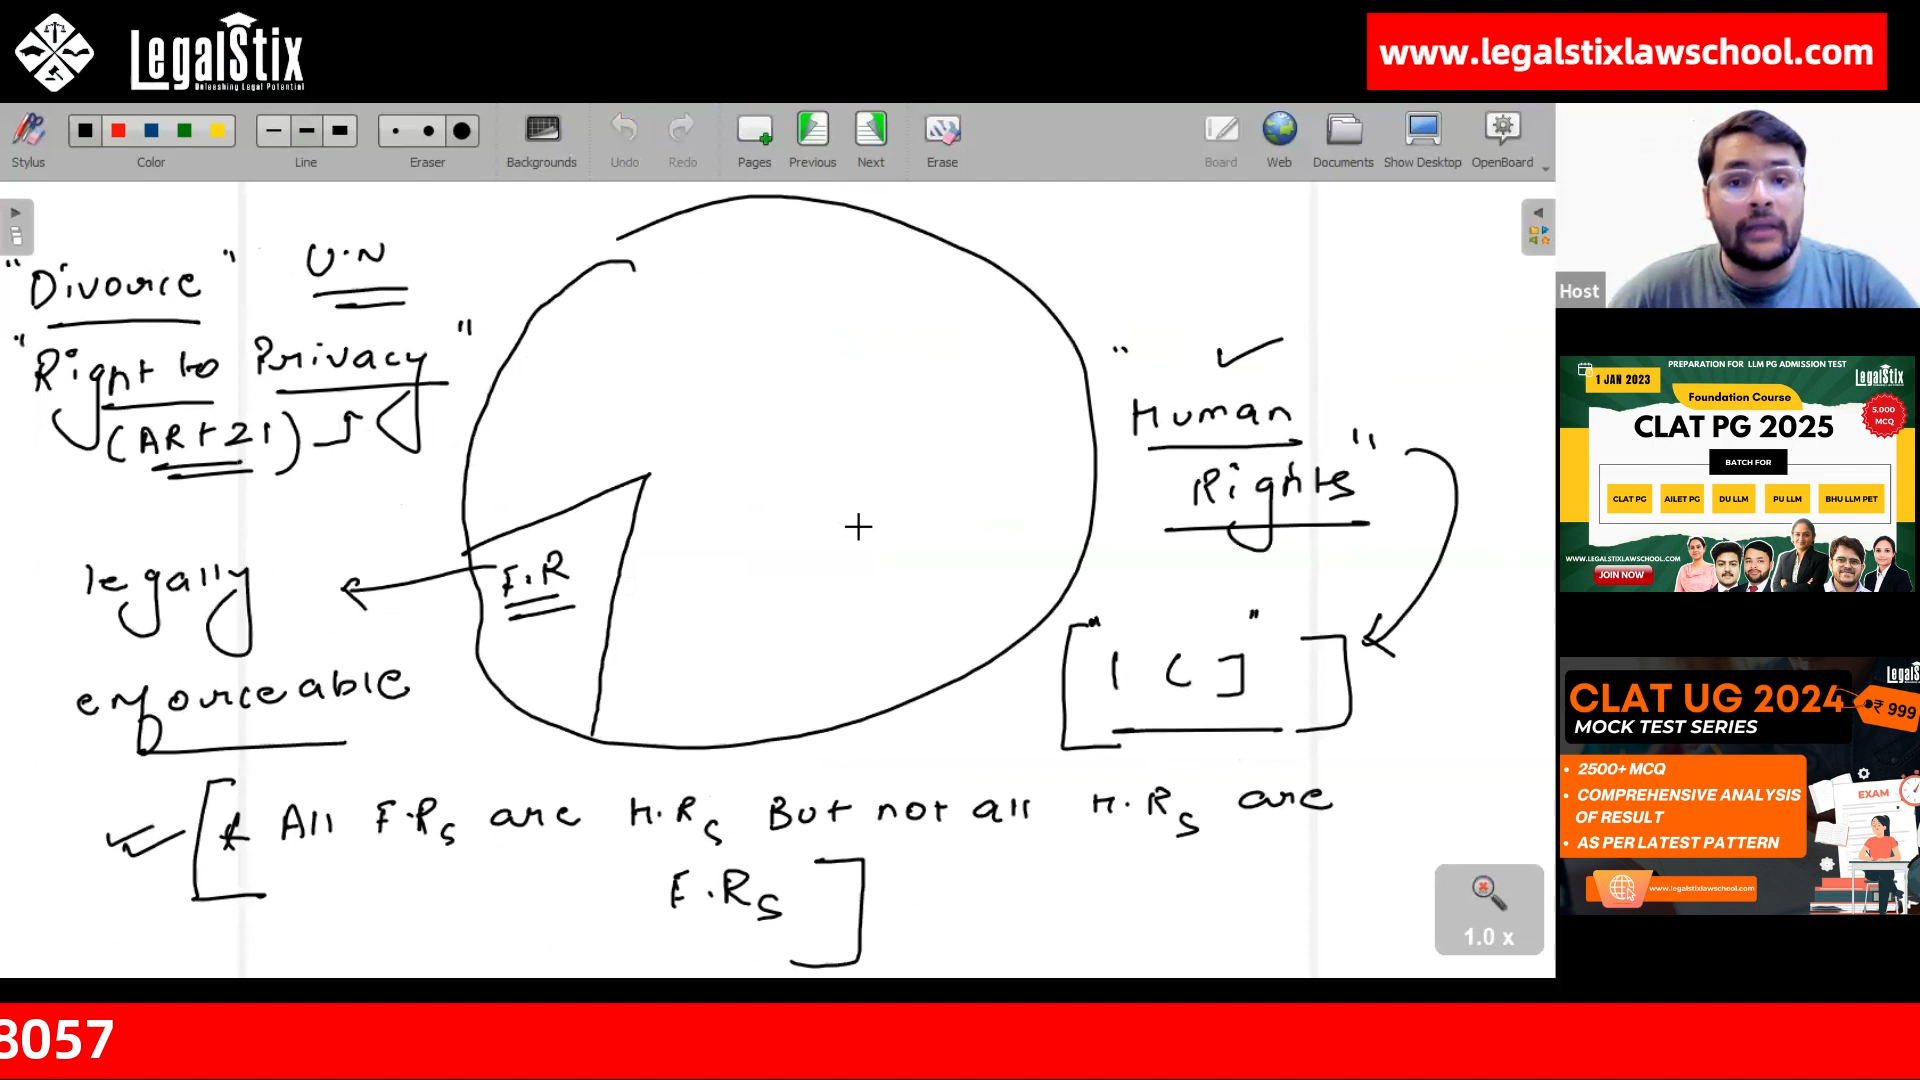 LegalStix
Unleashing Legal Potential
www.legalstixlawschool.com
Stylus
Color
Line
Eraser
Backgrounds
Undo
Redo
Pages
Previous
Next
Erase
Board
Web
Documents
Show Desktop
OpenBoard
"Divource"
U.N
"Right to Privacy"
(ART 21)
F.R
legally
enforceable
"Human
Rights"
["ICJ"]
[* All F.Rs are H.Rs But not all H.Rs are
F.Rs]
1.0 x
Host
1 JAN 2023
PREPARATION FOR LLM PG ADMISSION TEST
LegalStix
Foundation Course
5,000
MCQ
CLAT PG 2025
BATCH FOR
CLAT PG
AILET PG
DU LLM
PU LLM
BHU LLM PET
WWW.LEGALSTIXLAWSCHOOL.COM
JOIN NOW
LegalS
CLAT UG 2024
₹ 999
MOCK TEST SERIES
• 2500+ MCQ
• COMPREHENSIVE ANALYSIS
OF RESULT
• AS PER LATEST PATTERN
EXAM
www.legalstixlawschool.com
8057